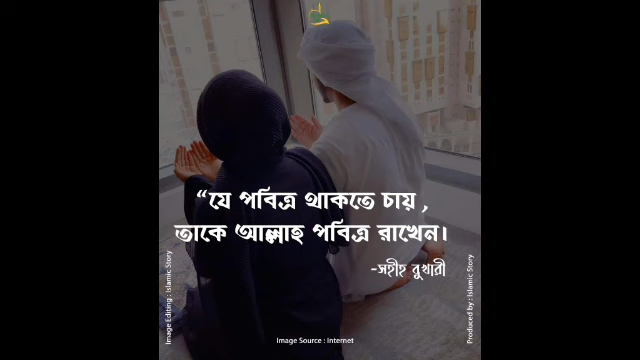 “যে পবিত্র থাকতে চায় ,
তাকে আল্লাহ পবিত্র রাখেন।
-সহীহ বুখারী
Image Editing : Islamic Story
Produced by : Islamic Story
Image Source : Internet